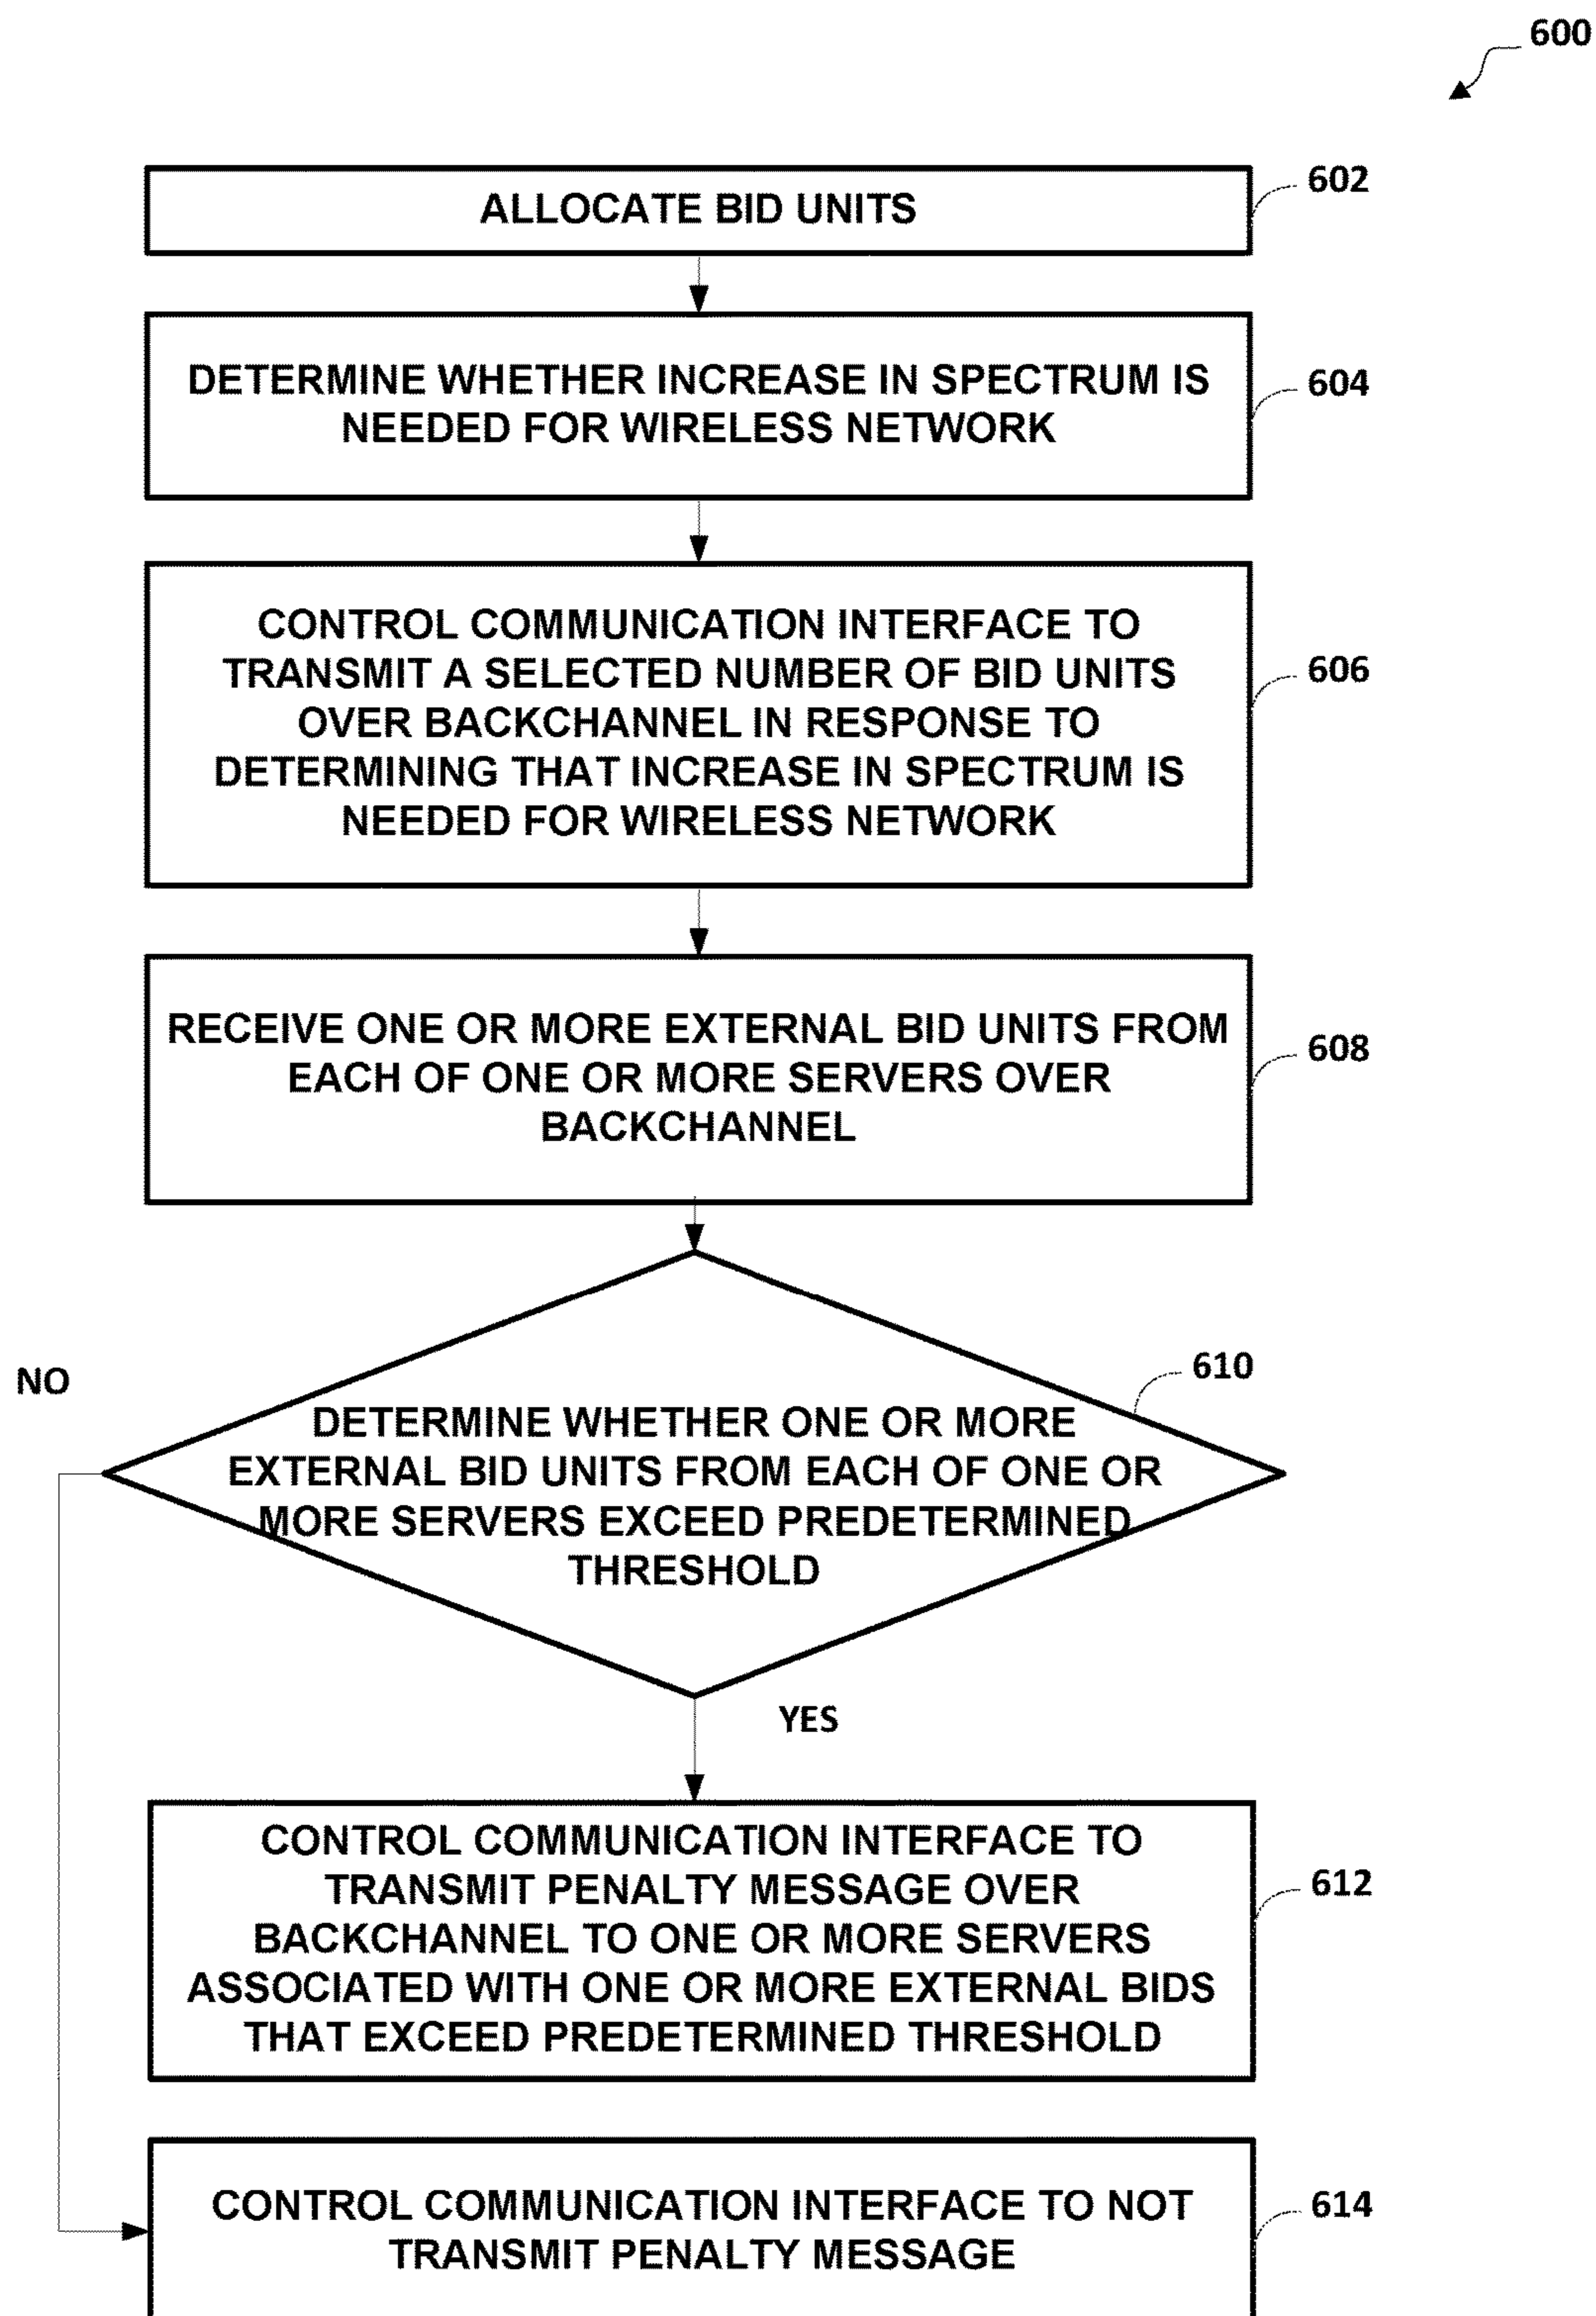 600
ALLOCATE BID UNITS
602
DETERMINE WHETHER INCREASE IN SPECTRUM IS
NEEDED FOR WIRELESS NETWORK
604
CONTROL COMMUNICATION INTERFACE TO
TRANSMIT A SELECTED NUMBER OF BID UNITS
OVER BACKCHANNEL IN RESPONSE TO
DETERMINING THAT INCREASE IN SPECTRUM IS
NEEDED FOR WIRELESS NETWORK
606
RECEIVE ONE OR MORE EXTERNAL BID UNITS FROM
EACH OF ONE OR MORE SERVERS OVER
BACKCHANNEL
608
NO
610
DETERMINE WHETHER ONE OR MORE
EXTERNAL BID UNITS FROM EACH OF ONE OR
MORE SERVERS EXCEED PREDETERMINED
THRESHOLD
YES
CONTROL COMMUNICATION INTERFACE TO
TRANSMIT PENALTY MESSAGE OVER
BACKCHANNEL TO ONE OR MORE SERVERS
ASSOCIATED WITH ONE OR MORE EXTERNAL BIDS
THAT EXCEED PREDETERMINED THRESHOLD
612
CONTROL COMMUNICATION INTERFACE TO NOT
TRANSMIT PENALTY MESSAGE
614